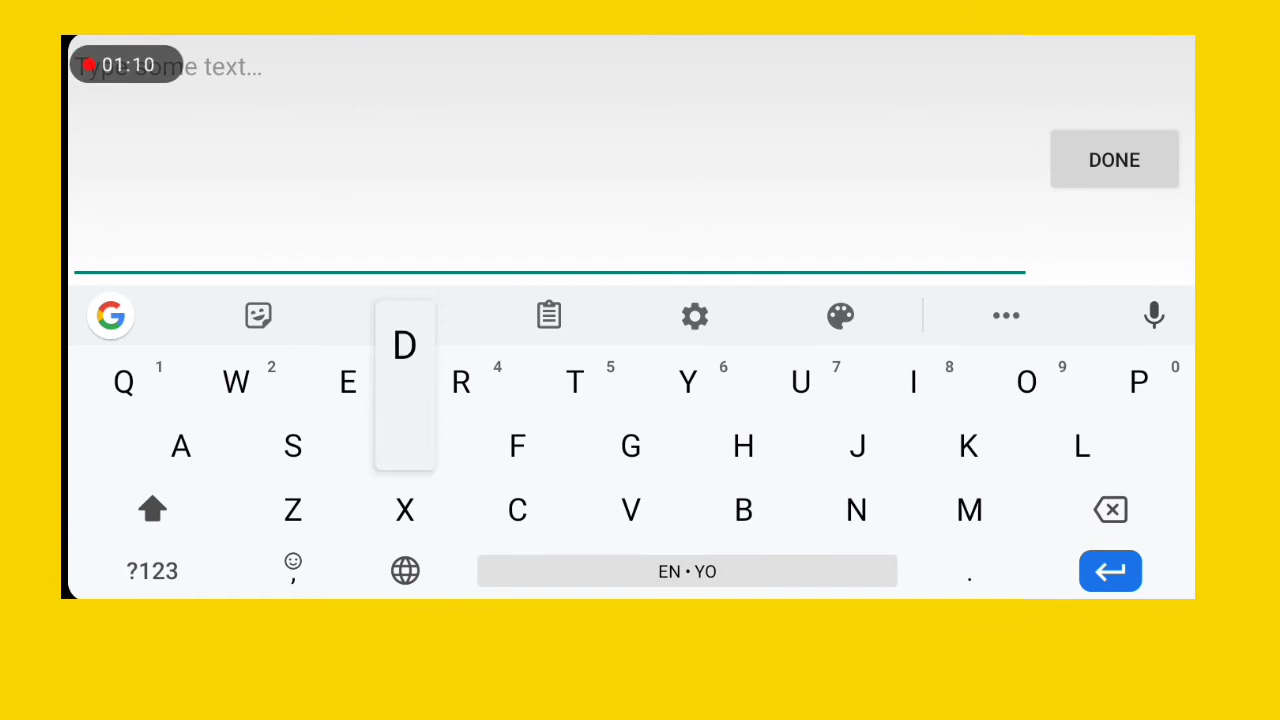 01:10
Type some text...
DONE
D
Q 1 W 2 E R 4 T 5 Y 6 U 7 I 8 O 9 P 0
A S F G H J K L
Z X C V B N M
?123 , EN • YO .